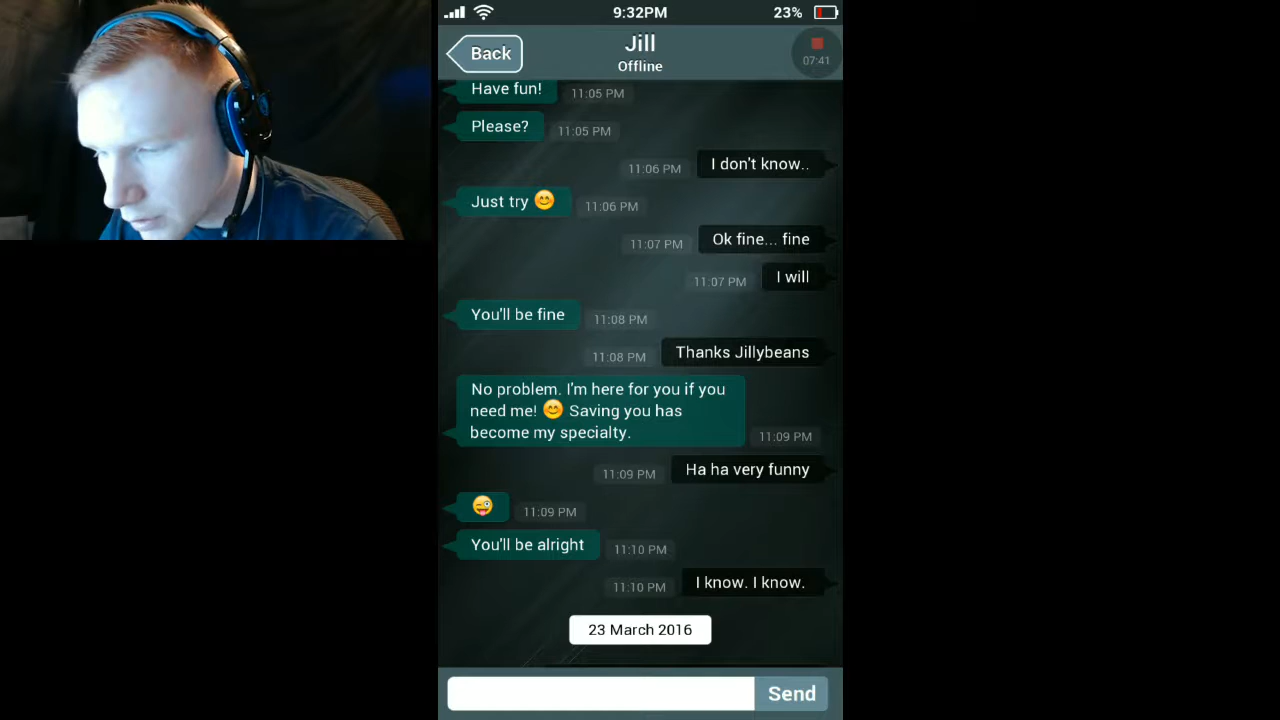 9:32PM
23%
Back
Jill
Offline
07:41
Have fun!
11:05 PM
Please?
11:05 PM
11:06 PM
I don't know..
Just try 😊
11:06 PM
11:07 PM
Ok fine... fine
11:07 PM
I will
You'll be fine
11:08 PM
11:08 PM
Thanks Jillybeans
No problem. I'm here for you if you
need me! 😊 Saving you has
become my specialty.
11:09 PM
11:09 PM
Ha ha very funny
😜
11:09 PM
You'll be alright
11:10 PM
11:10 PM
I know. I know.
23 March 2016
Send